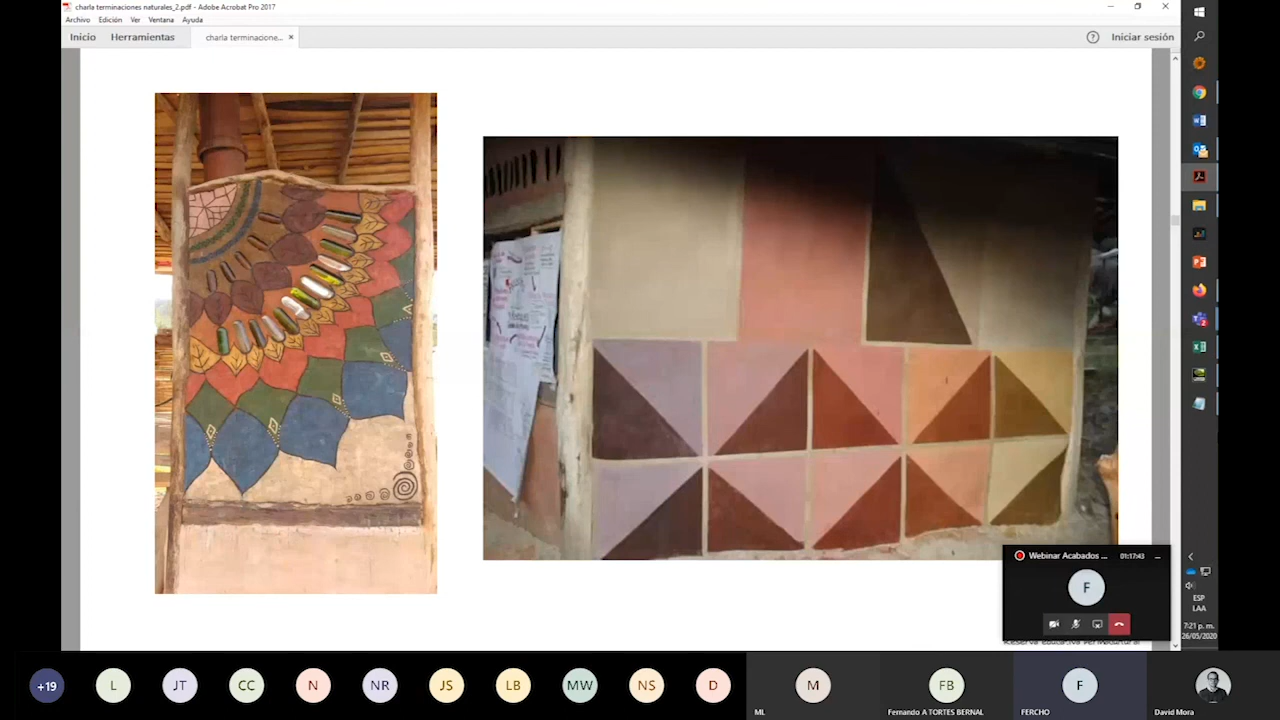 charla terminaciones naturales_2.pdf - Adobe Acrobat Pro 2017
Archivo Edición Ver Ventana Ayuda
Inicio Herramientas charla terminacione... × Iniciar sesión
Webinar Acabados ... 01:17:43
F
ESP
LAA
7:21 p. m.
26/05/2020
+19 L JT CC N NR JS LB MW NS D M FB F
ML Fernando A TORTES BERNAL FERCHO David Mora